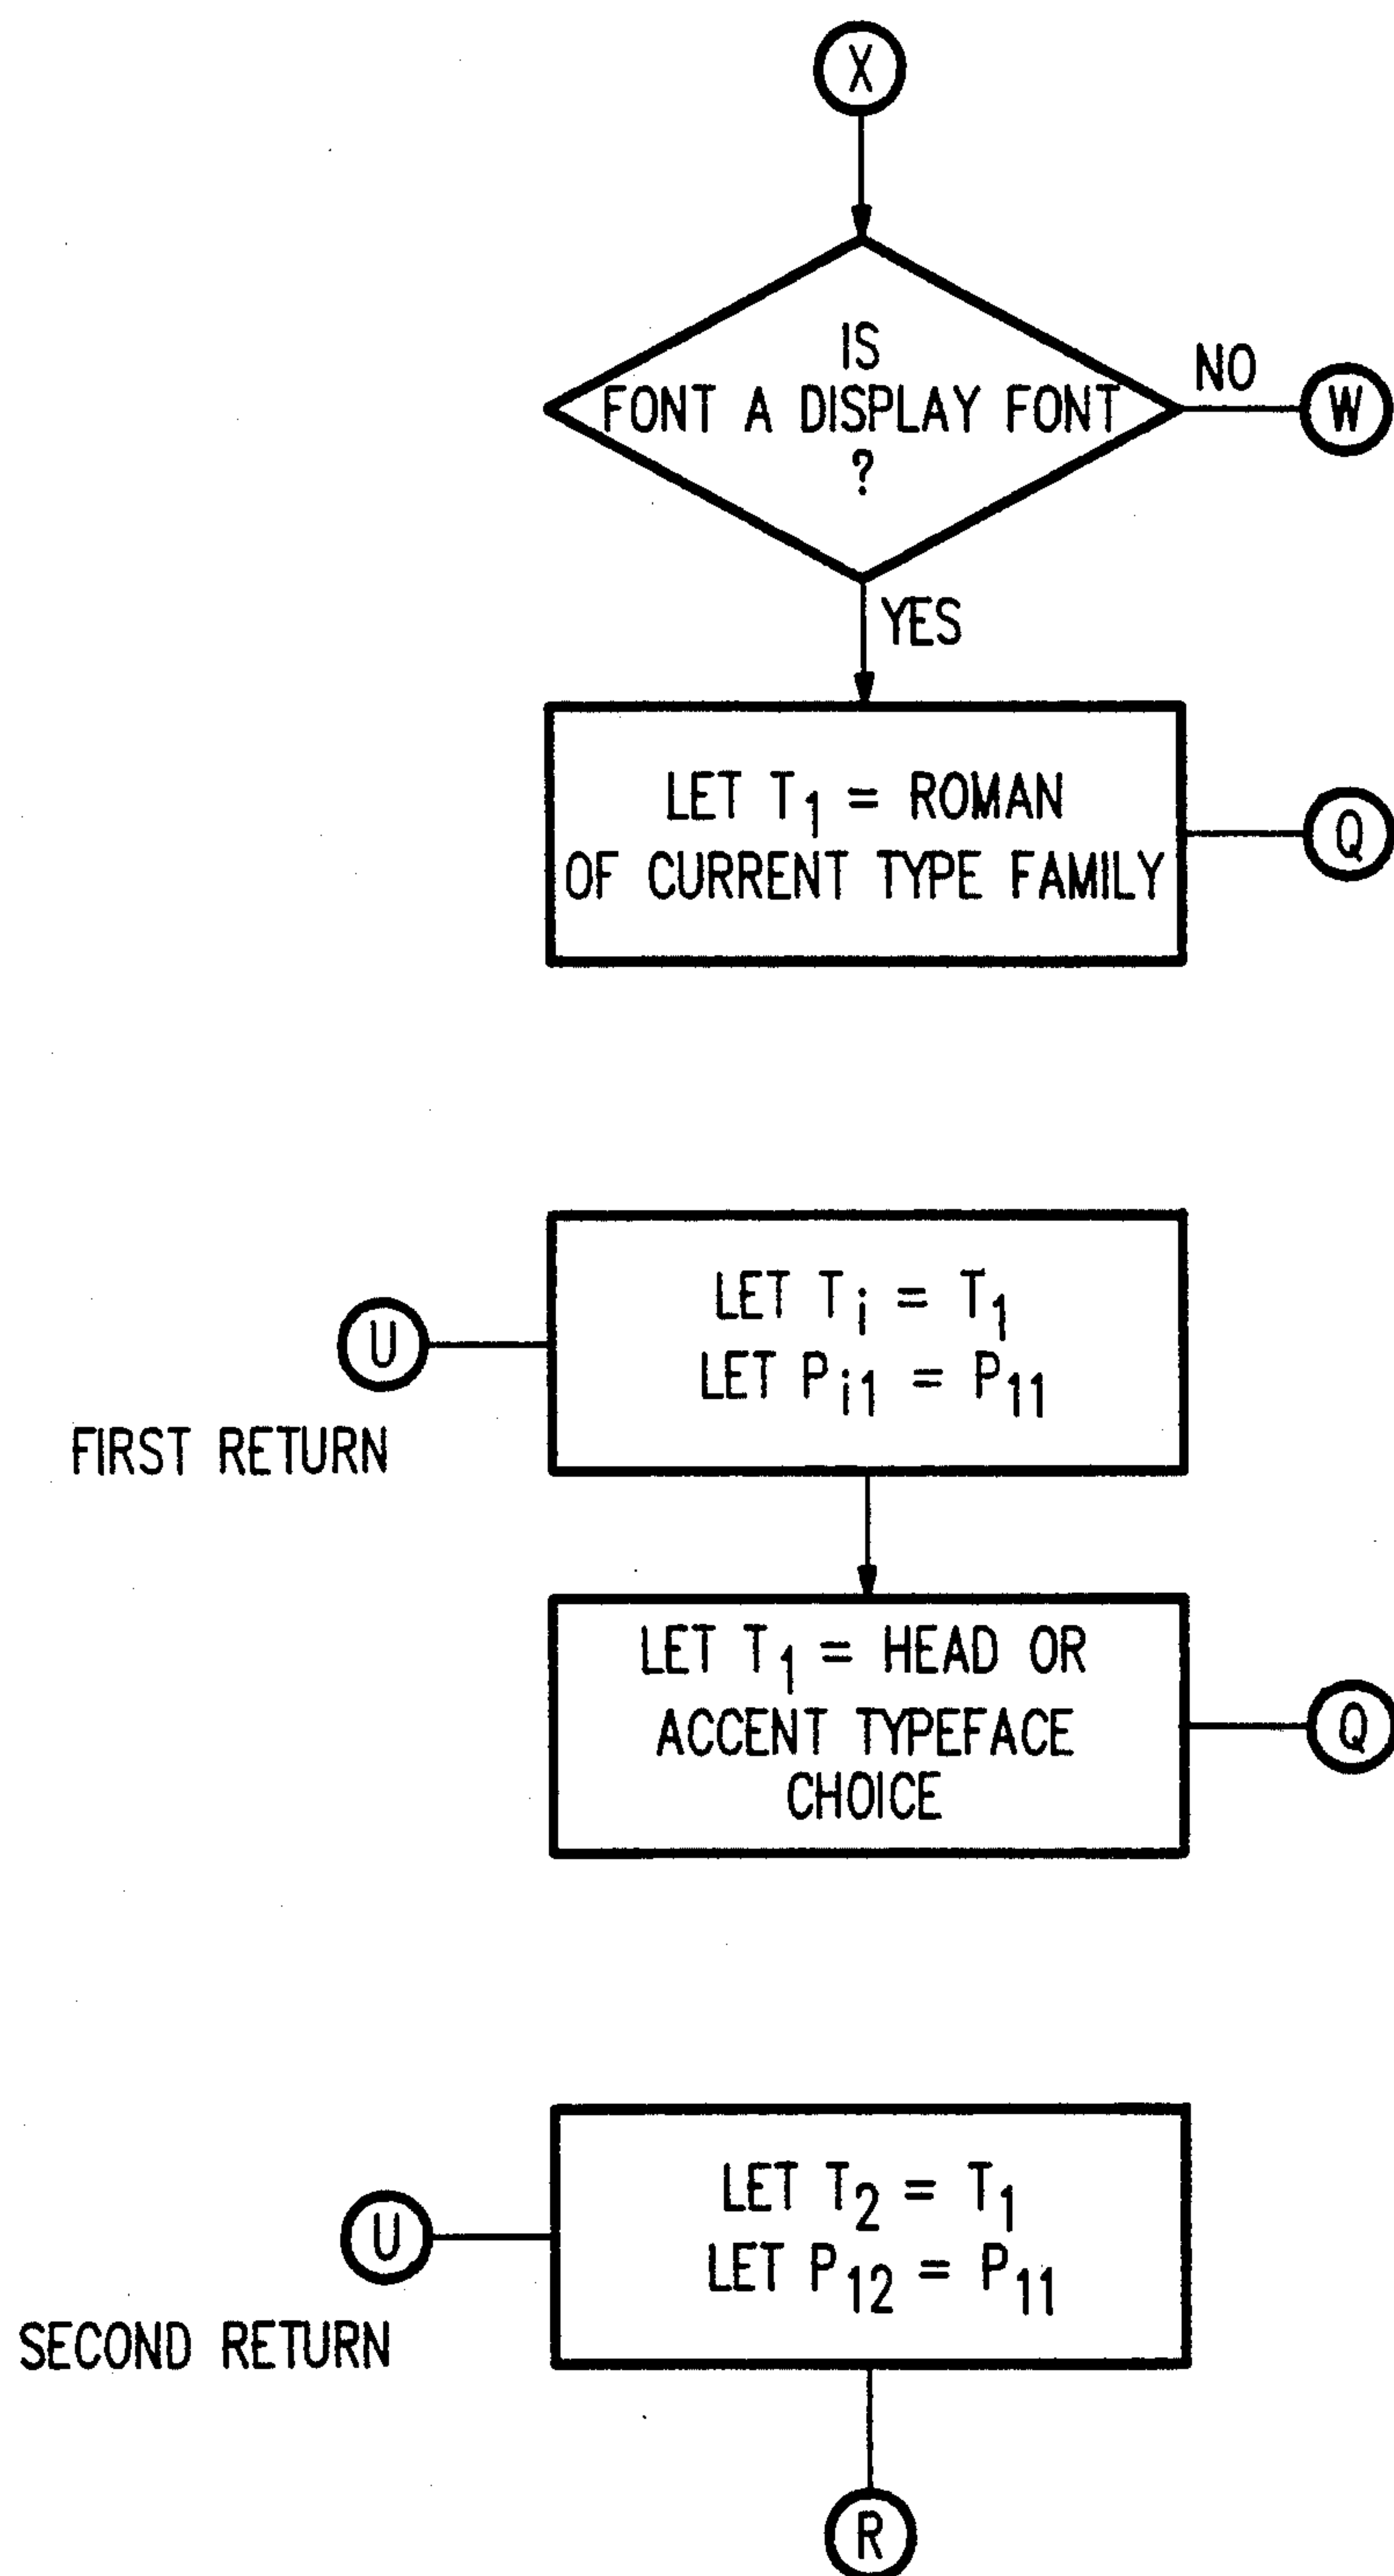 X
IS
FONT A DISPLAY FONT
?
NO
W
YES
LET T₁ = ROMAN
OF CURRENT TYPE FAMILY
Q
LET Tᵢ = T₁
LET Pᵢ₁ = P₁₁
U
FIRST RETURN
LET T₁ = HEAD OR
ACCENT TYPEFACE
CHOICE
Q
LET T₂ = T₁
LET P₁₂ = P₁₁
U
SECOND RETURN
R